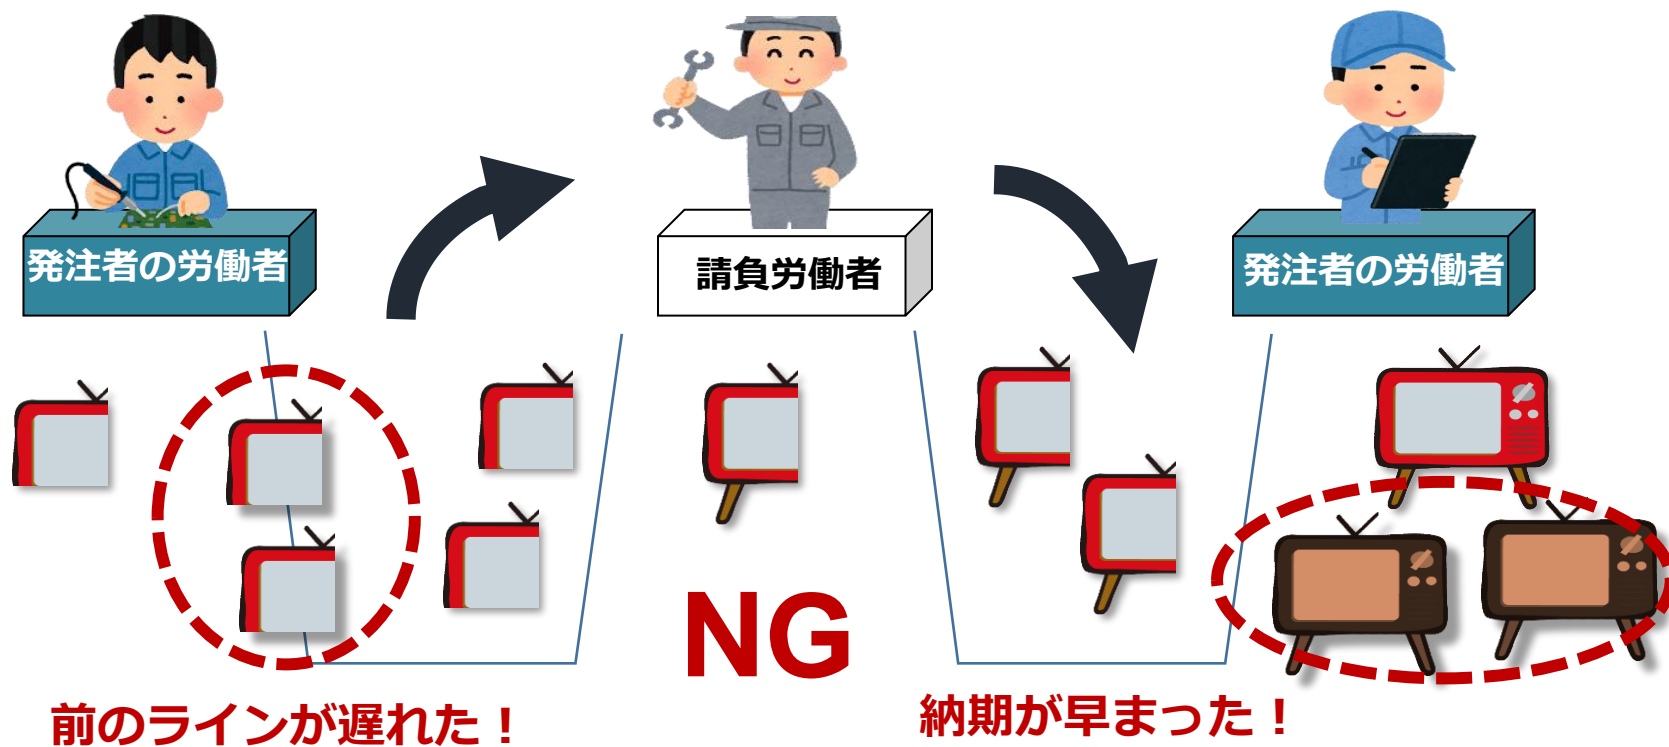 発注者の労働者
請負労働者
発注者の労働者
NG
前のラインが遅れた！
納期が早まった！